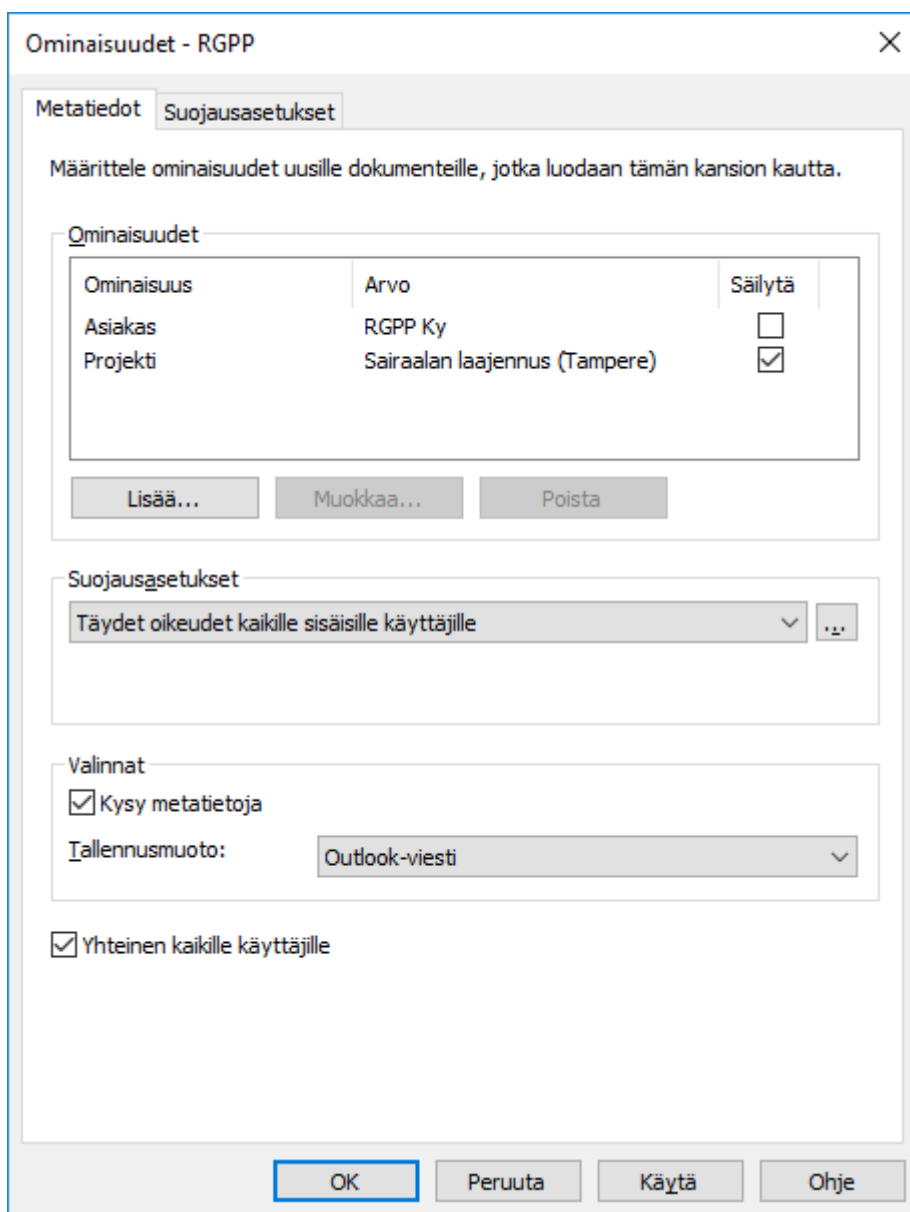 Ominaisuudet - RGPP
Metatiedot Suojausasetukset
Määrittele ominaisuudet uusille dokumenteille, jotka luodaan tämän kansion kautta.
Ominaisuudet
Ominaisuus Arvo Säilytä
Asiakas RGPP Ky
Projekti Sairaalan laajennus (Tampere)
Lisää... Muokkaa... Poista
Suojausasetukset
Täydet oikeudet kaikille sisäisille käyttäjille ...
Valinnat
Kysy metatietoja
Tallennusmuoto: Outlook-viesti
Yhteinen kaikille käyttäjille
OK Peruuta Käytä Ohje